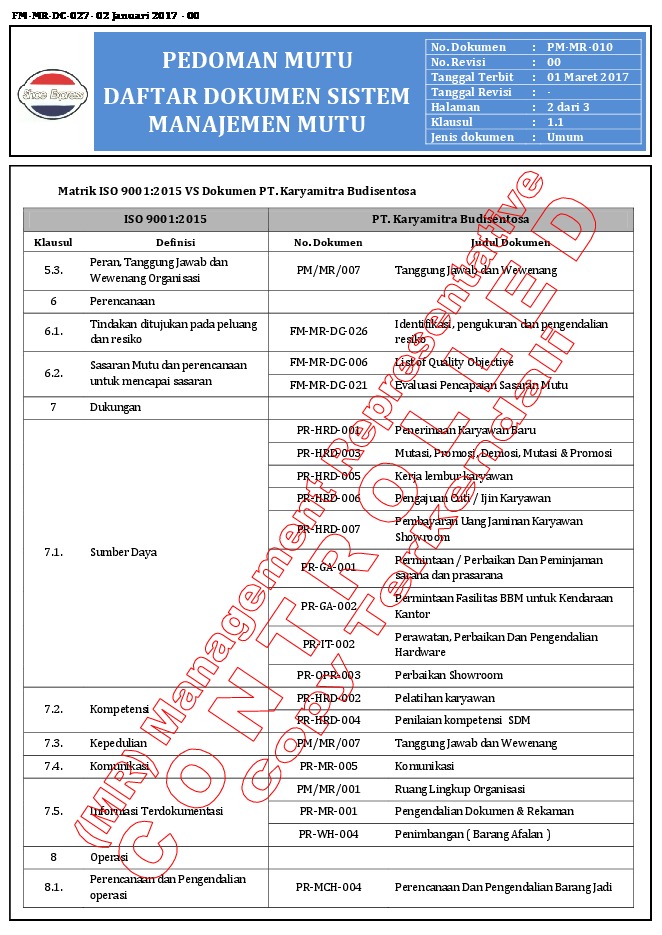 FM-MR-DC-027- 02 Januari 2017 - 00
Shoe Express
PEDOMAN MUTU
DAFTAR DOKUMEN SISTEM
MANAJEMEN MUTU
No. Dokumen : PM-MR-010
No. Revisi : 00
Tanggal Terbit : 01 Maret 2017
Tanggal Revisi : -
Halaman : 2 dari 3
Klausul : 1.1
Jenis dokumen : Umum
Matrik ISO 9001:2015 VS Dokumen PT. Karyamitra Budisentosa
ISO 9001:2015 PT. Karyamitra Budisentosa
Klausul Definisi No. Dokumen Judul Dokumen
5.3. Peran, Tanggung Jawab dan
Wewenang Organisasi
PM/MR/007 Tanggung Jawab dan Wewenang
6 Perencanaan
6.1. Tindakan ditujukan pada peluang
dan resiko
FM-MR-DC-026 Identifikasi, pengukuran dan pengendalian
resiko
6.2. Sasaran Mutu dan perencanaan
untuk mencapai sasaran
FM-MR-DC-006 List of Quality Objective
FM-MR-DC-021 Evaluasi Pencapaian Sasaran Mutu
7 Dukungan
7.1. Sumber Daya
PR-HRD-001 Penerimaan Karyawan Baru
PR-HRD-003 Mutasi, Promosi, Demosi, Mutasi & Promosi
PR-HRD-005 Kerja lembur karyawan
PR-HRD-006 Pengajuan Cuti / Ijin Karyawan
PR-HRD-007 Pembayaran Uang Jaminan Karyawan
Showroom
PR-GA-001 Permintaan / Perbaikan Dan Peminjaman
sarana dan prasarana
PR-GA-002 Permintaan Fasilitas BBM untuk Kendaraan
Kantor
PR-IT-002 Perawatan, Perbaikan Dan Pengendalian
Hardware
PR-OPR-003 Perbaikan Showroom
7.2. Kompetensi
PR-HRD-002 Pelatihan karyawan
PR-HRD-004 Penilaian kompetensi SDM
7.3. Kepedulian PM/MR/007 Tanggung Jawab dan Wewenang
7.4. Komunikasi PR-MR-005 Komunikasi
7.5. Informasi Terdokumentasi
PM/MR/001 Ruang Lingkup Organisasi
PR-MR-001 Pengendalian Dokumen & Rekaman
PR-WH-004 Penimbangan ( Barang Afalan )
8 Operasi
8.1. Perencanaan dan Pengendalian
operasi
PR-MCH-004 Perencanaan Dan Pengendalian Barang Jadi
(MR) Management Representative
CONTROLLED
Copy Terkendali